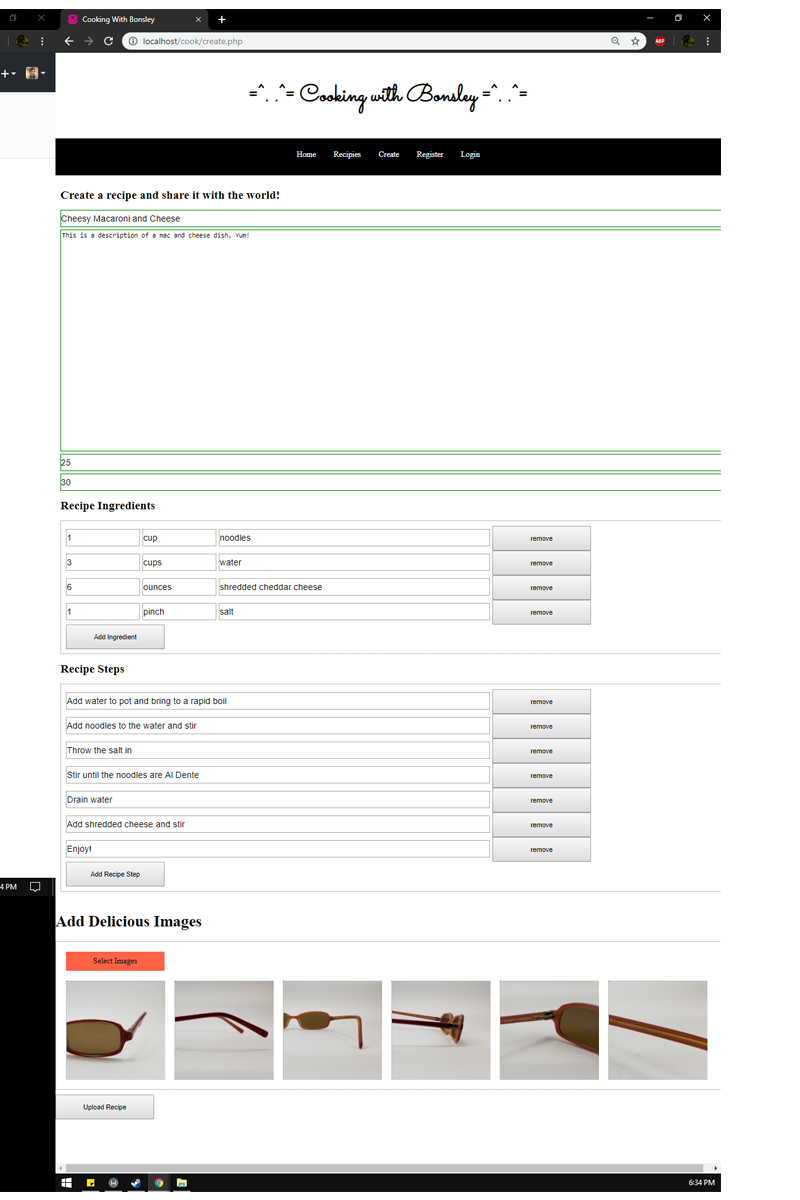 Cooking With Bonsley
localhost/cook/create.php
ABP
=^. .^= Cooking with Bonsley =^. .^=
Home Recipies Create Register Login
Create a recipe and share it with the world!
Cheesy Macaroni and Cheese
This is a description of a mac and cheese dish. Yum!
25
30
Recipe Ingredients
1 cup noodles remove
3 cups water remove
6 ounces shredded cheddar cheese remove
1 pinch salt remove
Add Ingredient
Recipe Steps
Add water to pot and bring to a rapid boil remove
Add noodles to the water and stir remove
Throw the salt in remove
Stir until the noodles are Al Dente remove
Drain water remove
Add shredded cheese and stir remove
Enjoy! remove
Add Recipe Step
4 PM
Add Delicious Images
Select Images
Upload Recipe
6:34 PM